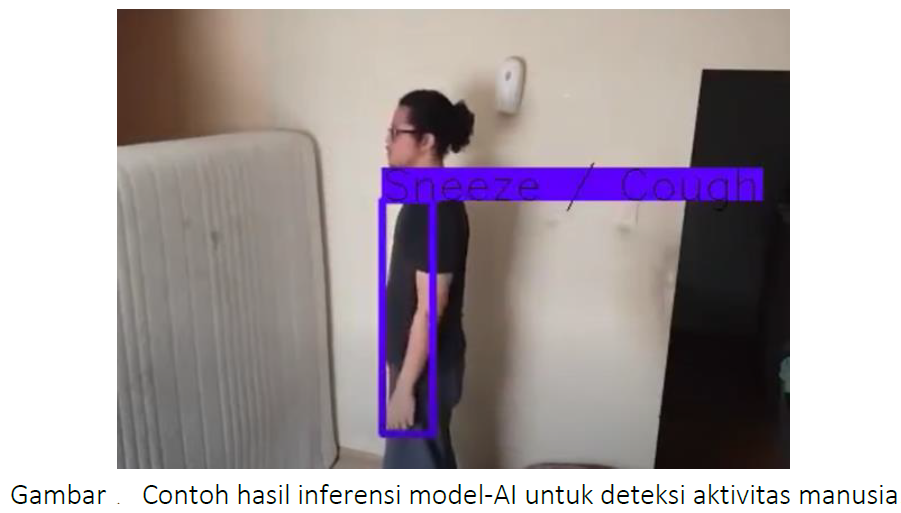 Sneeze / Cough
Gambar . Contoh hasil inferensi model-AI untuk deteksi aktivitas manusia